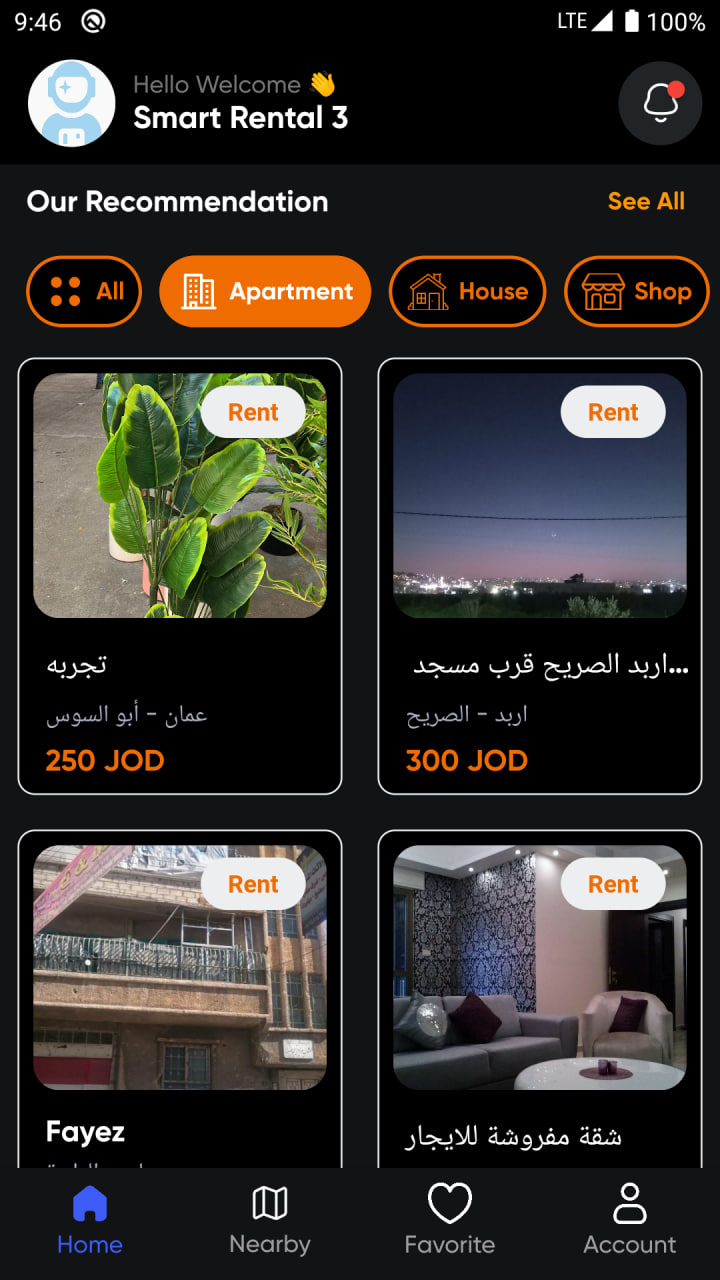 9:46
LTE 100%
Hello Welcome 👋
Smart Rental 3
Our Recommendation
See All
All
Apartment
House
Shop
Rent
Rent
تجربه
اربد الصريح قرب مسجد...
عمان - أبو السوس
اربد - الصريح
250 JOD
300 JOD
Rent
Rent
Fayez
شقة مفروشة للايجار
Home
Nearby
Favorite
Account